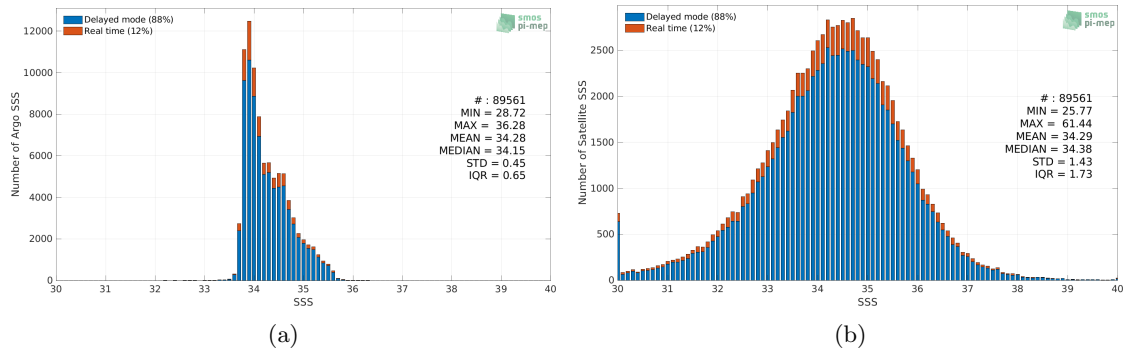 Delayed mode (88%)
Real time (12%)
smos
pi-mep
12000
10000
8000
6000
4000
2000
0
Number of Argo SSS
# : 89561
MIN = 28.72
MAX = 36.28
MEAN = 34.28
MEDIAN = 34.15
STD = 0.45
IQR = 0.65
30 31 32 33 34 35 36 37 38 39 40
SSS
(a)
Delayed mode (88%)
Real time (12%)
smos
pi-mep
2500
2000
1500
1000
500
0
Number of Satellite SSS
# : 89561
MIN = 25.77
MAX = 61.44
MEAN = 34.29
MEDIAN = 34.38
STD = 1.43
IQR = 1.73
30 31 32 33 34 35 36 37 38 39 40
SSS
(b)